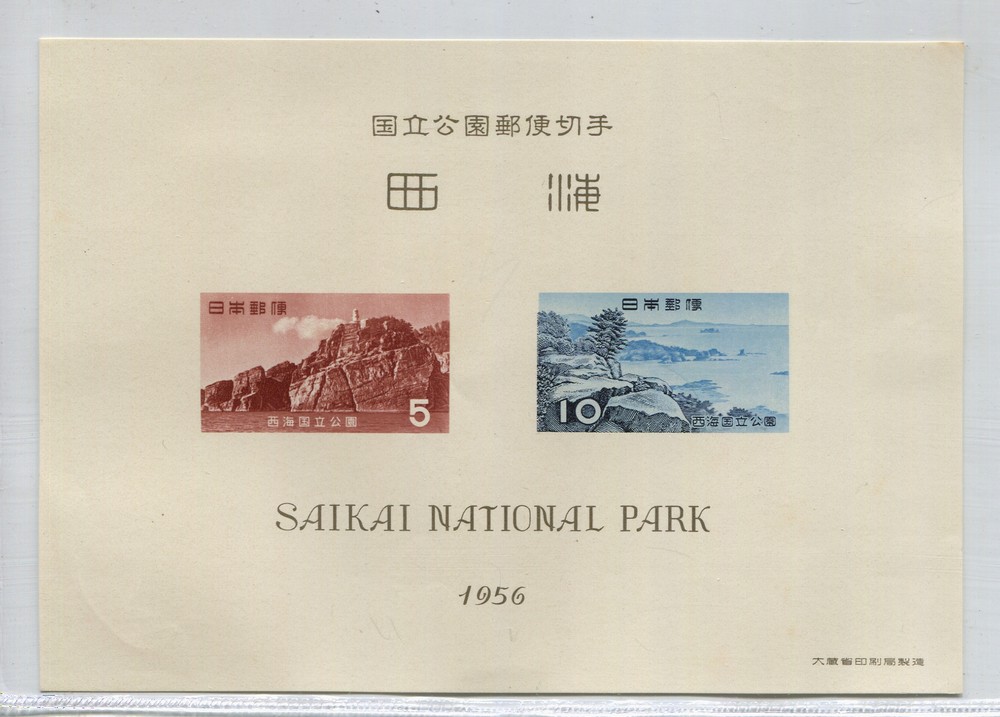 国立公園郵便切手
西海
日本郵便
5
西海国立公園
日本郵便
10
西海国立公園
SAIKAI NATIONAL PARK
1956
大蔵省印刷局製造